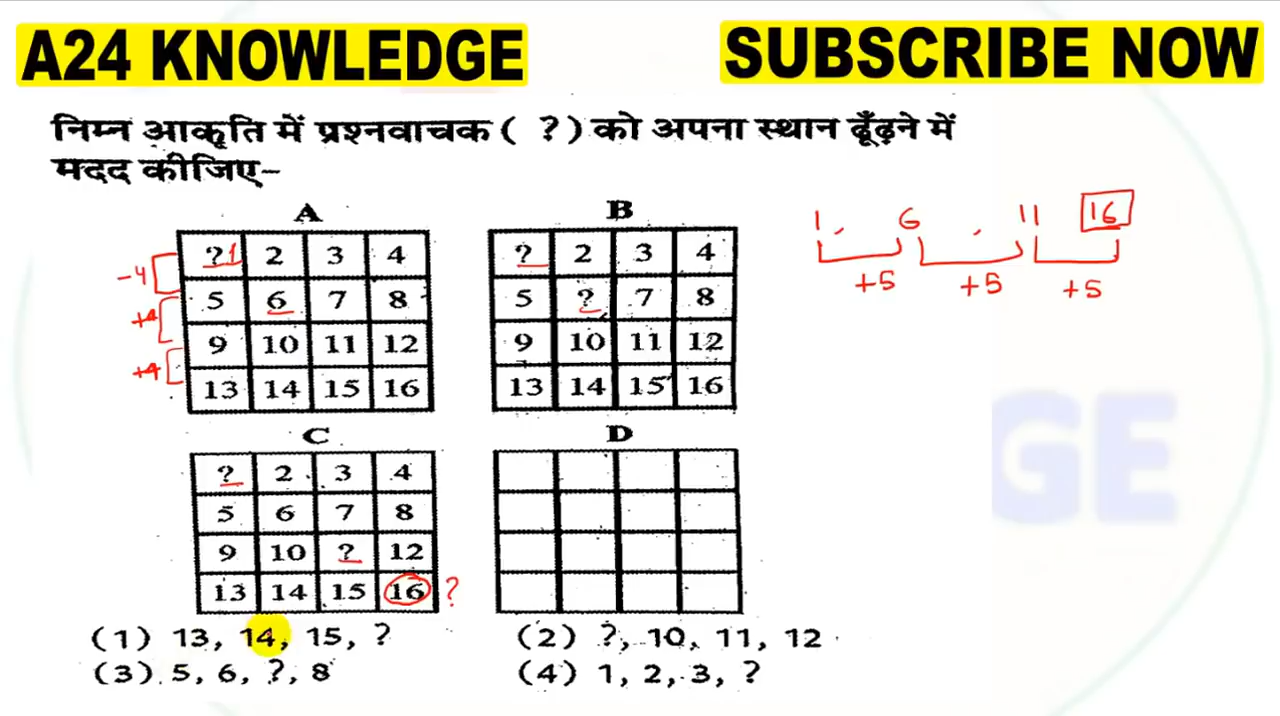 A24 KNOWLEDGE
SUBSCRIBE NOW
निम्न आकृति में प्रश्नवाचक ( ? ) को अपना स्थान ढूँढ़ने में
मदद कीजिए-
A
?1 2 3 4
5 6 7 8
9 10 11 12
13 14 15 16
-4
+4
+4
B
? 2 3 4
5 ? 7 8
9 10 11 12
13 14 15 16
1 6 11 16
+5 +5 +5
C
? 2 3 4
5 6 7 8
9 10 ? 12
13 14 15 16 ?
D
GE
(1) 13, 14, 15, ?
(2) ?, 10, 11, 12
(3) 5, 6, ?, 8
(4) 1, 2, 3, ?